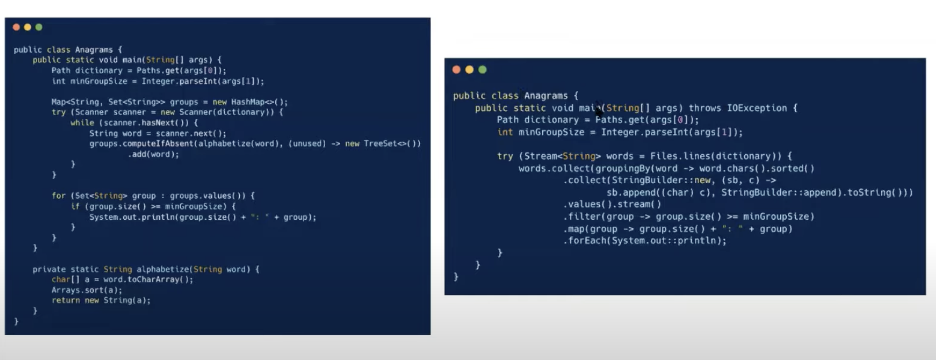 public class Anagrams {
public static void main(String[] args) {
Path dictionary = Paths.get(args[0]);
int minGroupSize = Integer.parseInt(args[1]);
Map<String, Set<String>> groups = new HashMap<>();
try (Scanner scanner = new Scanner(dictionary)) {
while (scanner.hasNext()) {
String word = scanner.next();
groups.computeIfAbsent(alphabetize(word), (unused) -> new TreeSet<>())
.add(word);
}
}
for (Set<String> group : groups.values()) {
if (group.size() >= minGroupSize) {
System.out.println(group.size() + ": " + group);
}
}
}
private static String alphabetize(String word) {
char[] a = word.toCharArray();
Arrays.sort(a);
return new String(a);
}
}
public class Anagrams {
public static void main(String[] args) throws IOException {
Path dictionary = Paths.get(args[0]);
int minGroupSize = Integer.parseInt(args[1]);
try (Stream<String> words = Files.lines(dictionary)) {
words.collect(groupingBy(word -> word.chars().sorted()
.collect(StringBuilder::new, (sb, c) ->
sb.append((char) c), StringBuilder::append).toString()))
.values().stream()
.filter(group -> group.size() >= minGroupSize)
.map(group -> group.size() + ": " + group)
.forEach(System.out::println);
}
}
}